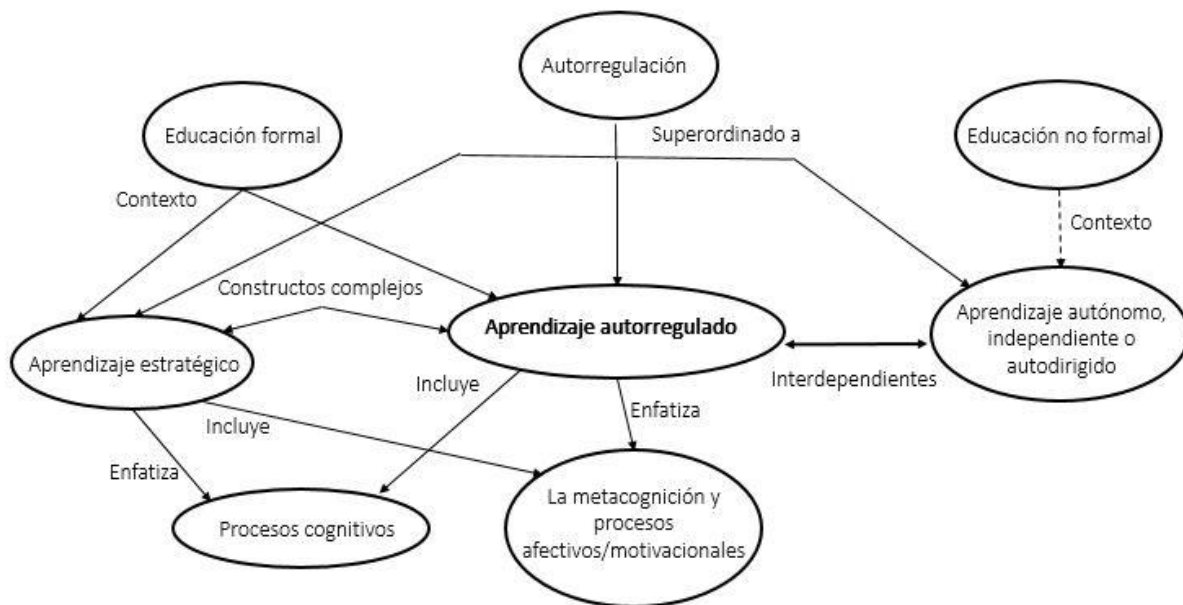 Autorregulación
Educación formal
Superordinado a
Educación no formal
Contexto
Contexto
Constructos complejos
Aprendizaje autorregulado
Aprendizaje autónomo,
independiente o
autodirigido
Aprendizaje estratégico
Interdependientes
Incluye
Enfatiza
Incluye
Enfatiza
La metacognición y
procesos
afectivos/motivacionales
Procesos cognitivos